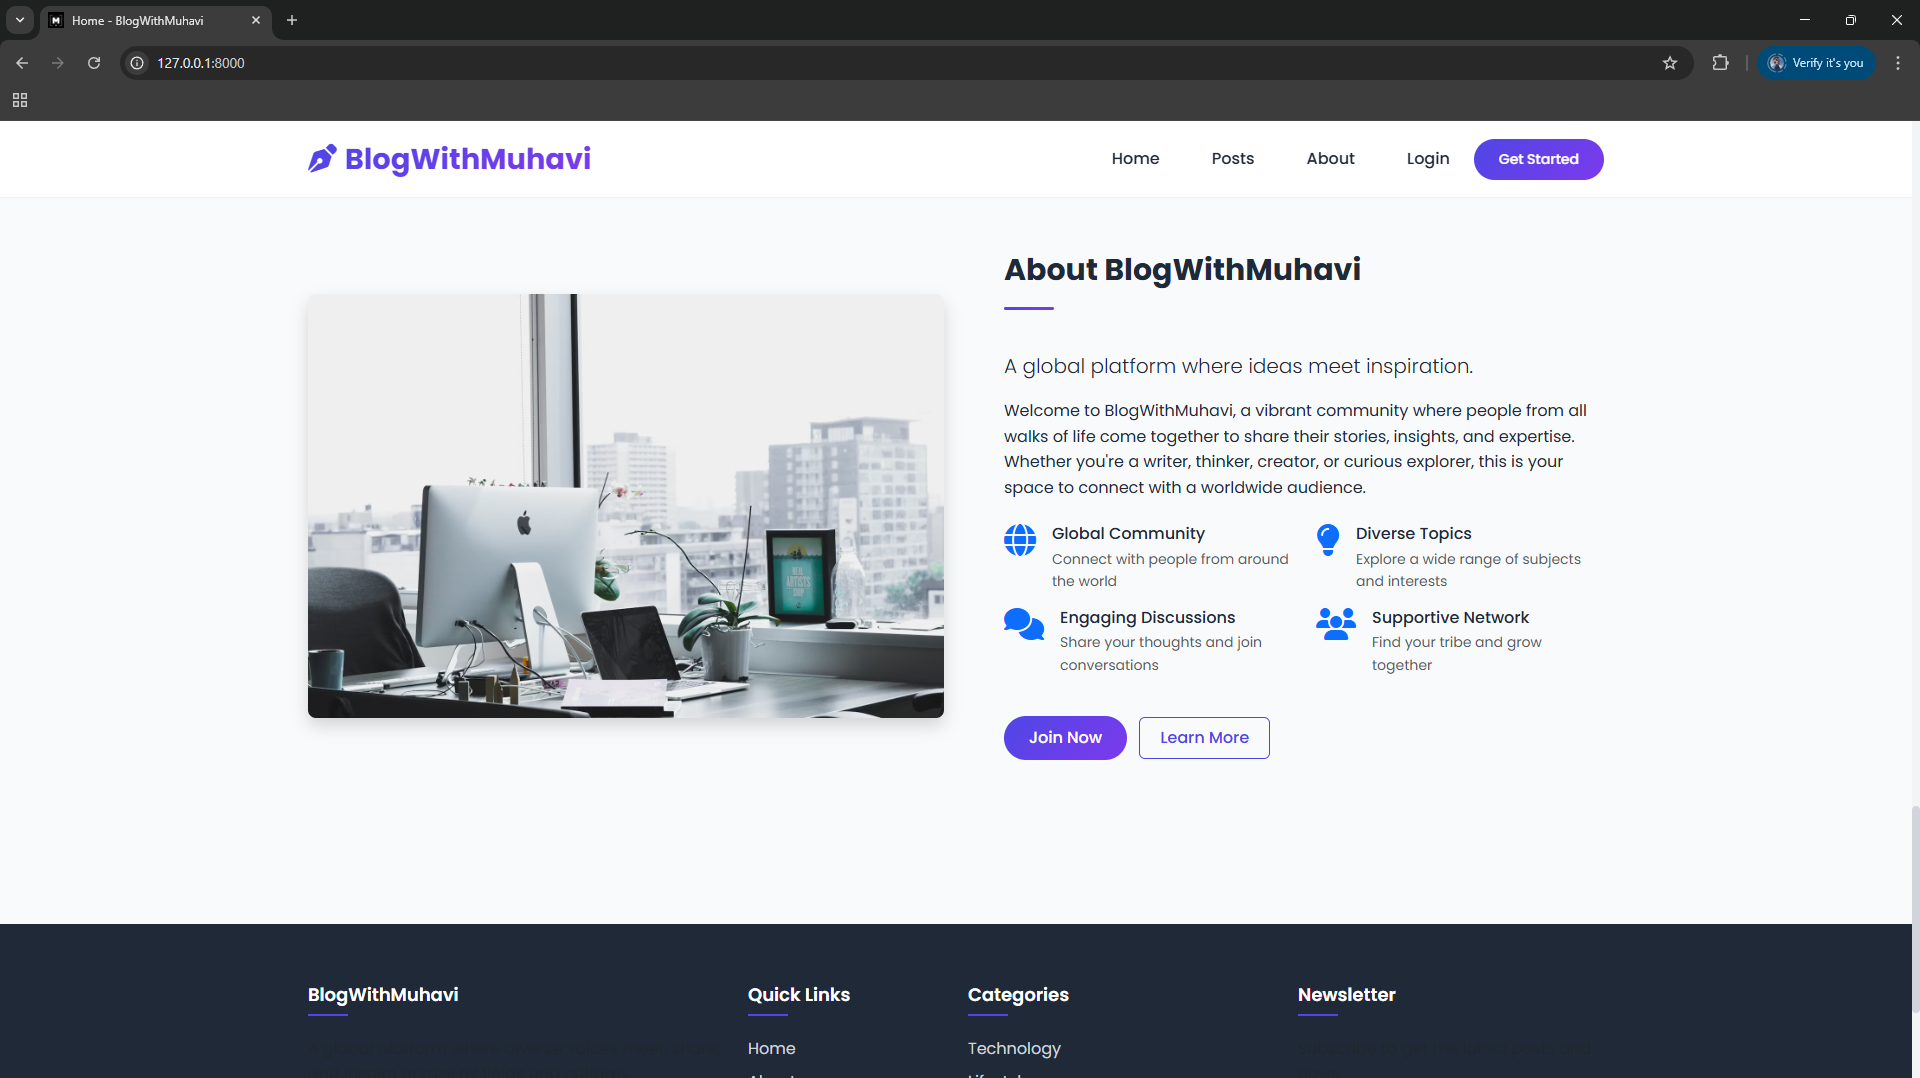 Home - BlogWithMuhavi
127.0.0.1:8000
Verify it's you
BlogWithMuhavi
Home
Posts
About
Login
Get Started
About BlogWithMuhavi
A global platform where ideas meet inspiration.
Welcome to BlogWithMuhavi, a vibrant community where people from all
walks of life come together to share their stories, insights, and expertise.
Whether you're a writer, thinker, creator, or curious explorer, this is your
space to connect with a worldwide audience.
Global Community
Connect with people from around
the world
Diverse Topics
Explore a wide range of subjects
and interests
Engaging Discussions
Share your thoughts and join
conversations
Supportive Network
Find your tribe and grow
together
Join Now
Learn More
BlogWithMuhavi
Quick Links
Home
Categories
Technology
Newsletter